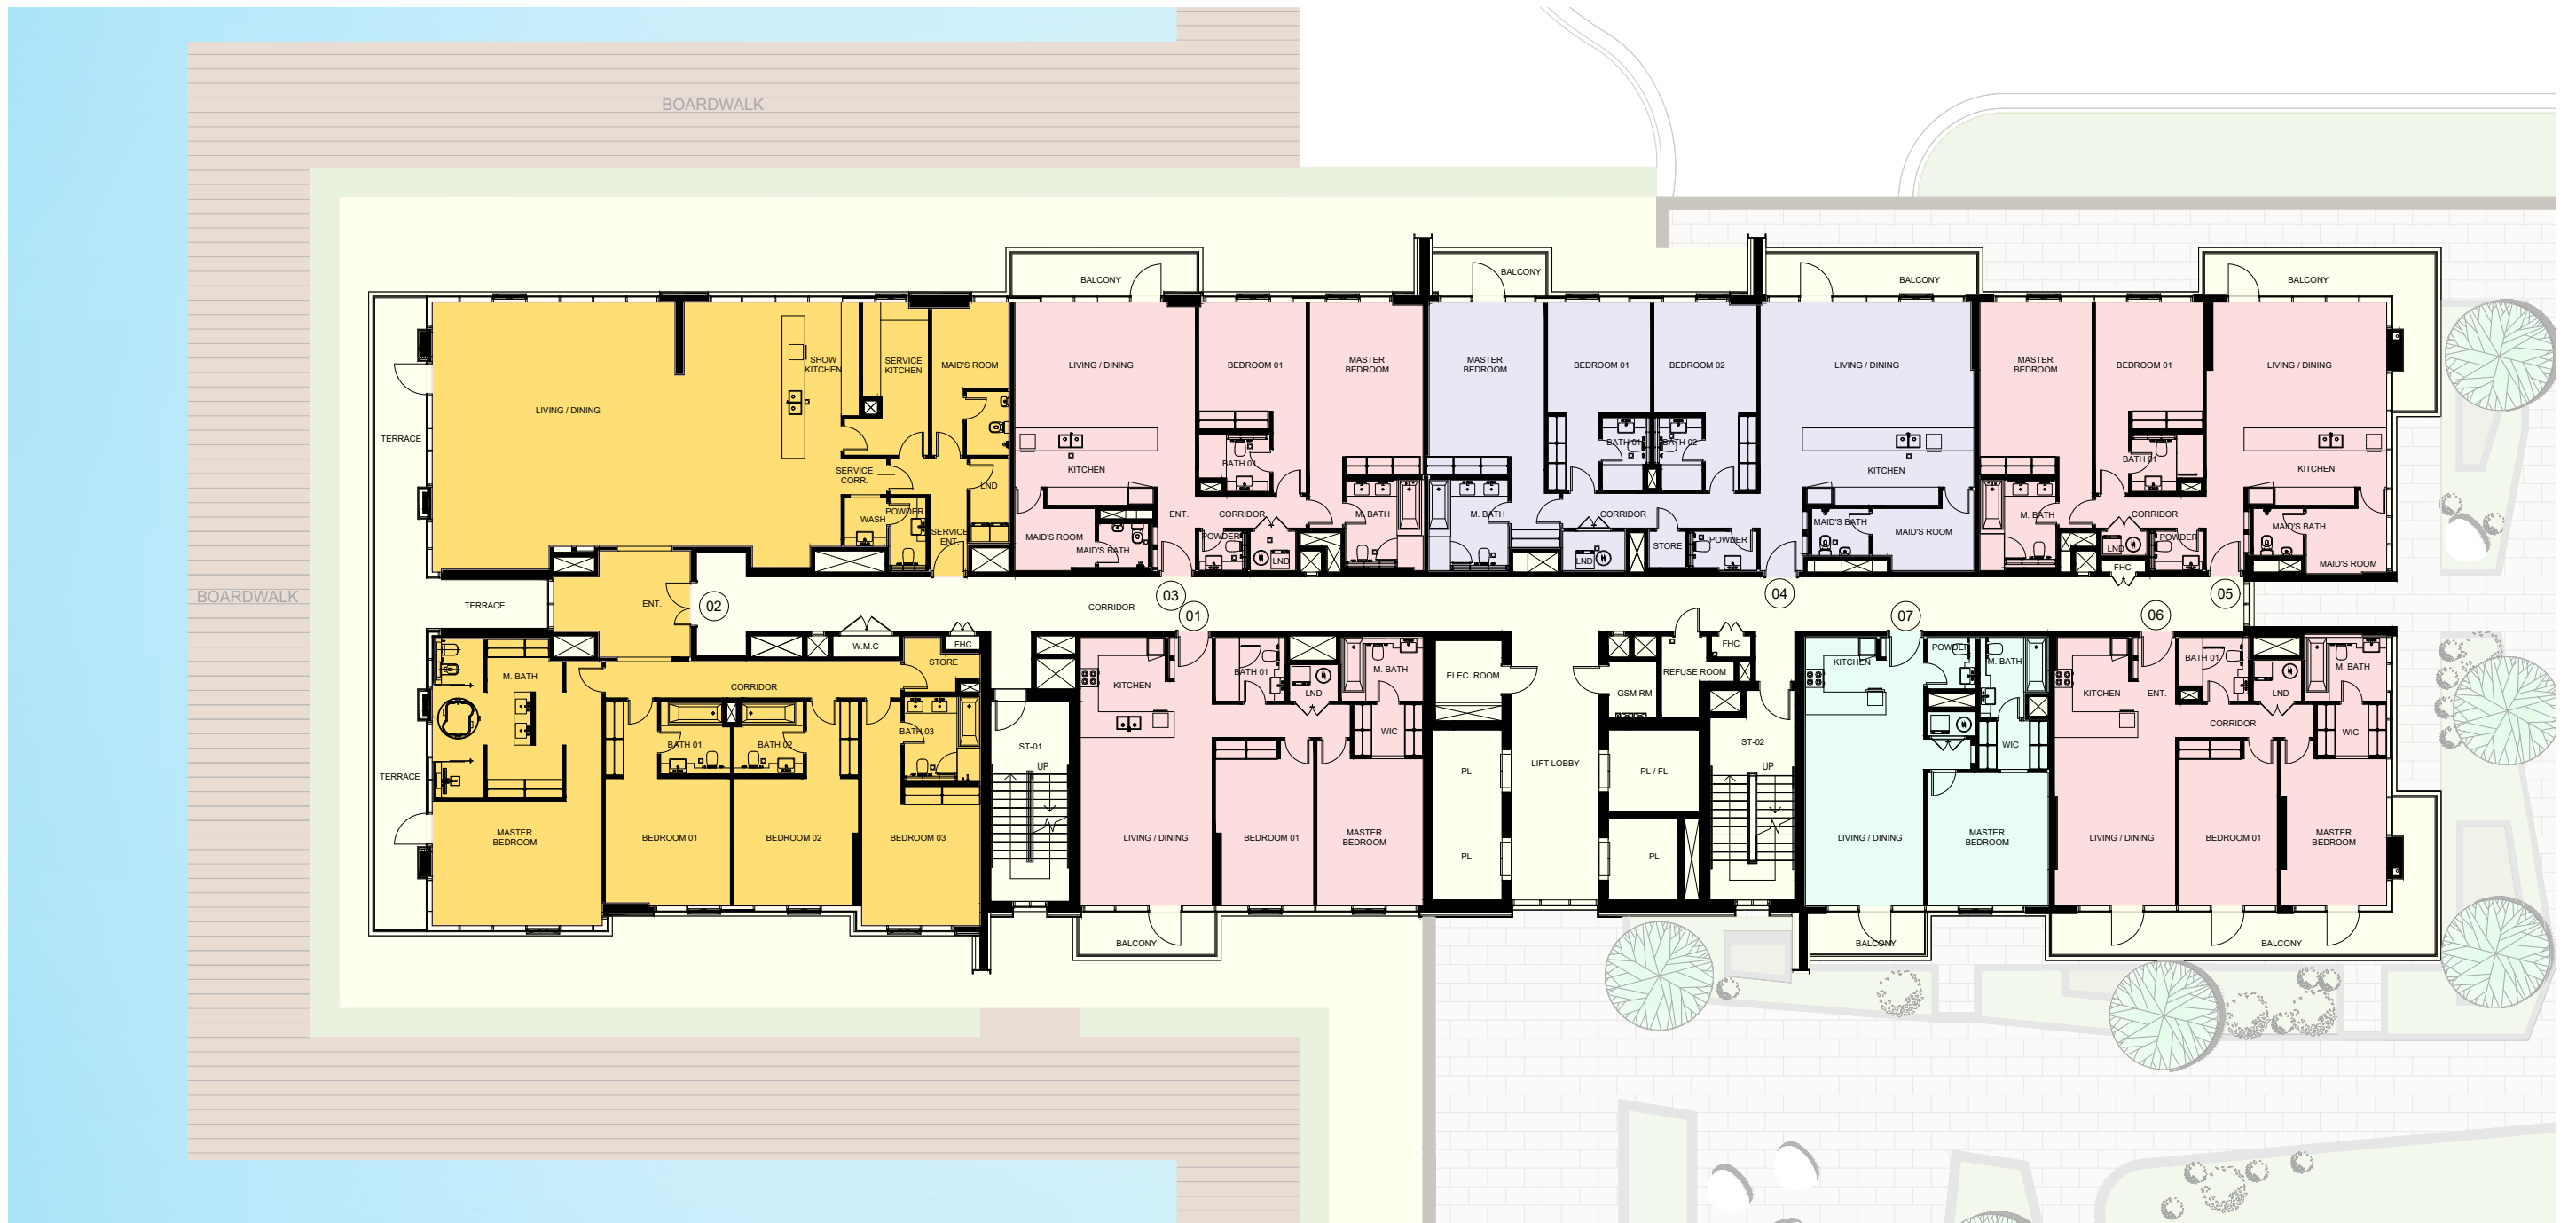 BOARDWALK
BALCONY
BALCONY
BALCONY
BALCONY
SHOW
KITCHEN
SERVICE
KITCHEN
MAID'S ROOM
LIVING / DINING
BEDROOM 01
MASTER
BEDROOM
MASTER
BEDROOM
BEDROOM 01
BEDROOM 02
LIVING / DINING
MASTER
BEDROOM
BEDROOM 01
LIVING / DINING
LIVING / DINING
TERRACE
SERVICE
CORR.
LND
KITCHEN
BATH 01
BATH 01
BATH 02
KITCHEN
BATH 01
KITCHEN
WASH
POWDER
SERVICE
ENT.
MAID'S ROOM
MAID'S BATH
ENT.
CORRIDOR
POWDER
LND
M. BATH
M. BATH
CORRIDOR
LND
STORE
POWDER
MAID'S BATH
MAID'S ROOM
M. BATH
CORRIDOR
LND
POWDER
MAID'S BATH
MAID'S ROOM
FHC
BOARDWALK
TERRACE
ENT.
02
CORRIDOR
03
01
04
07
06
05
W.M.C
FHC
STORE
M. BATH
CORRIDOR
KITCHEN
BATH 01
LND
M. BATH
WIC
ELEC. ROOM
GSM RM
REFUSE ROOM
FHC
KITCHEN
POWDER
M. BATH
WIC
KITCHEN
ENT.
BATH 01
LND
M. BATH
CORRIDOR
WIC
BATH 01
BATH 02
BATH 03
ST-01
UP
TERRACE
PL
LIFT LOBBY
PL / FL
ST-02
UP
MASTER
BEDROOM
BEDROOM 01
BEDROOM 02
BEDROOM 03
LIVING / DINING
BEDROOM 01
MASTER
BEDROOM
PL
PL
LIVING / DINING
MASTER
BEDROOM
LIVING / DINING
BEDROOM 01
MASTER
BEDROOM
BALCONY
BALCONY
BALCONY